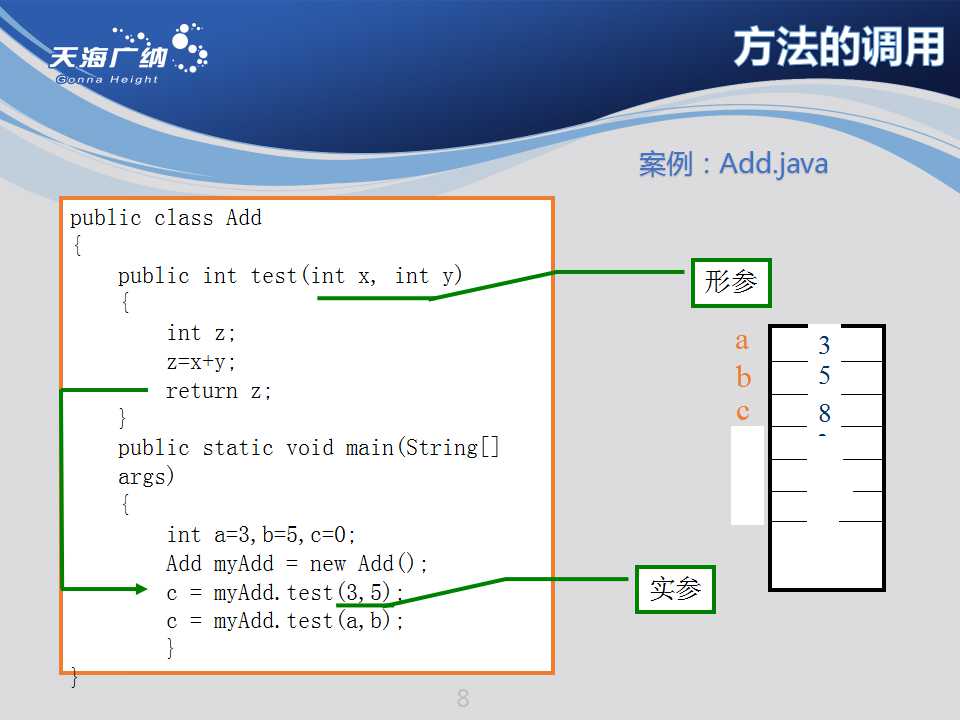 天海广纳
Gonna Height
方法的调用
案例：Add.java
public class Add
{
public int test(int x, int y)
{
int z;
z=x+y;
return z;
}
public static void main(String[]
args)
{
int a=3,b=5,c=0;
Add myAdd = new Add();
c = myAdd.test(3,5);
c = myAdd.test(a,b);
}
}
形参
a 3
b 5
c 8
实参
8